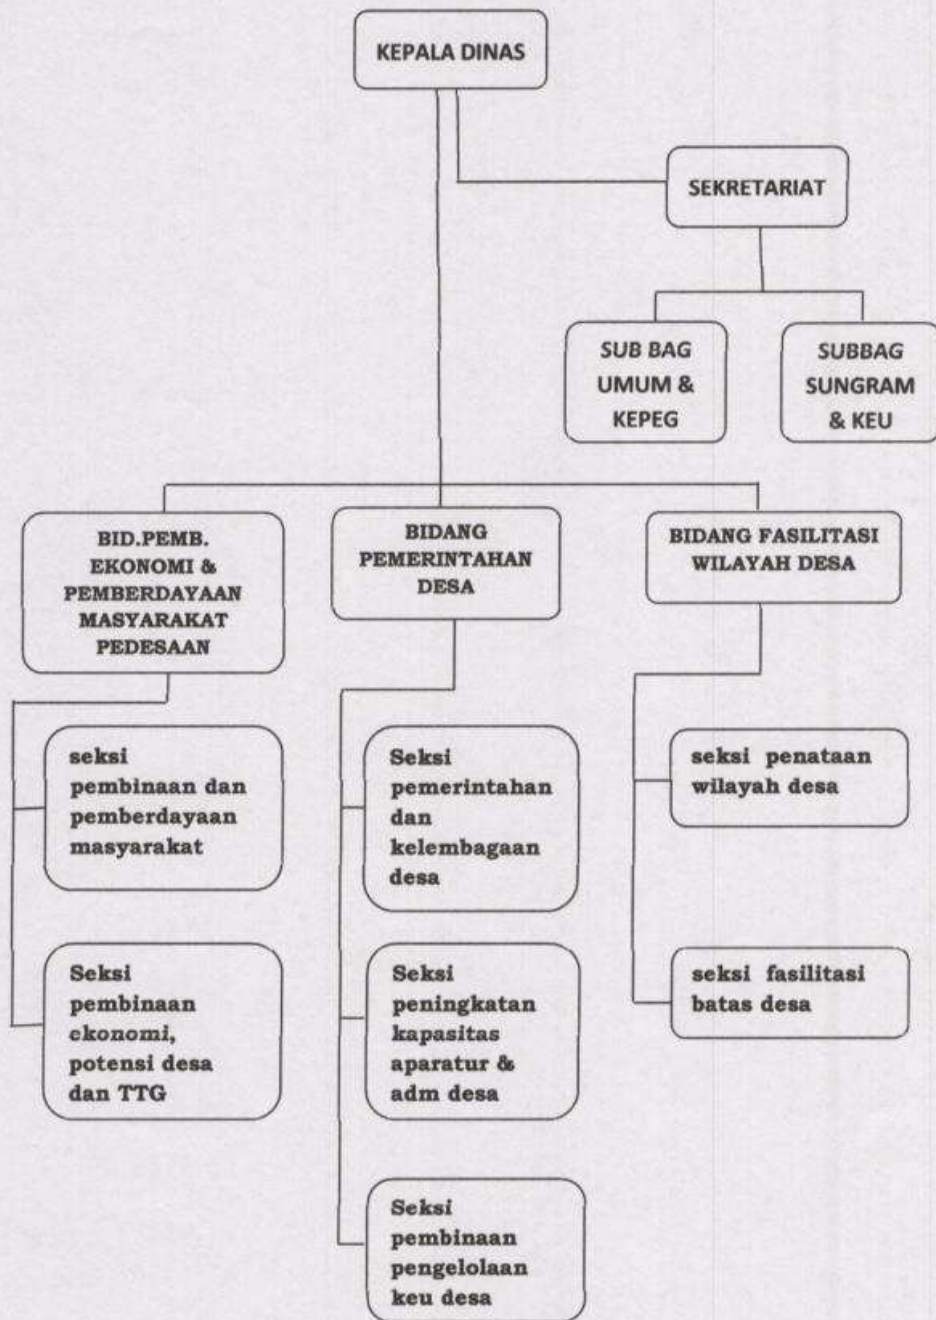 KEPALA DINAS
SEKRETARIAT
SUB BAG
UMUM &
KEPEG
SUBBAG
SUNGRAM
& KEU
BID.PEMB.
EKONOMI &
PEMBERDAYAAN
MASYARAKAT
PEDESAAN
BIDANG
PEMERINTAHAN
DESA
BIDANG FASILITASI
WILAYAH DESA
seksi
pembinaan dan
pemberdayaan
masyarakat
Seksi
pembinaan
ekonomi,
potensi desa
dan TTG
Seksi
pemerintahan
dan
kelembagaan
desa
Seksi
peningkatan
kapasitas
aparatur &
adm desa
Seksi
pembinaan
pengelolaan
keu desa
seksi penataan
wilayah desa
seksi fasilitasi
batas desa